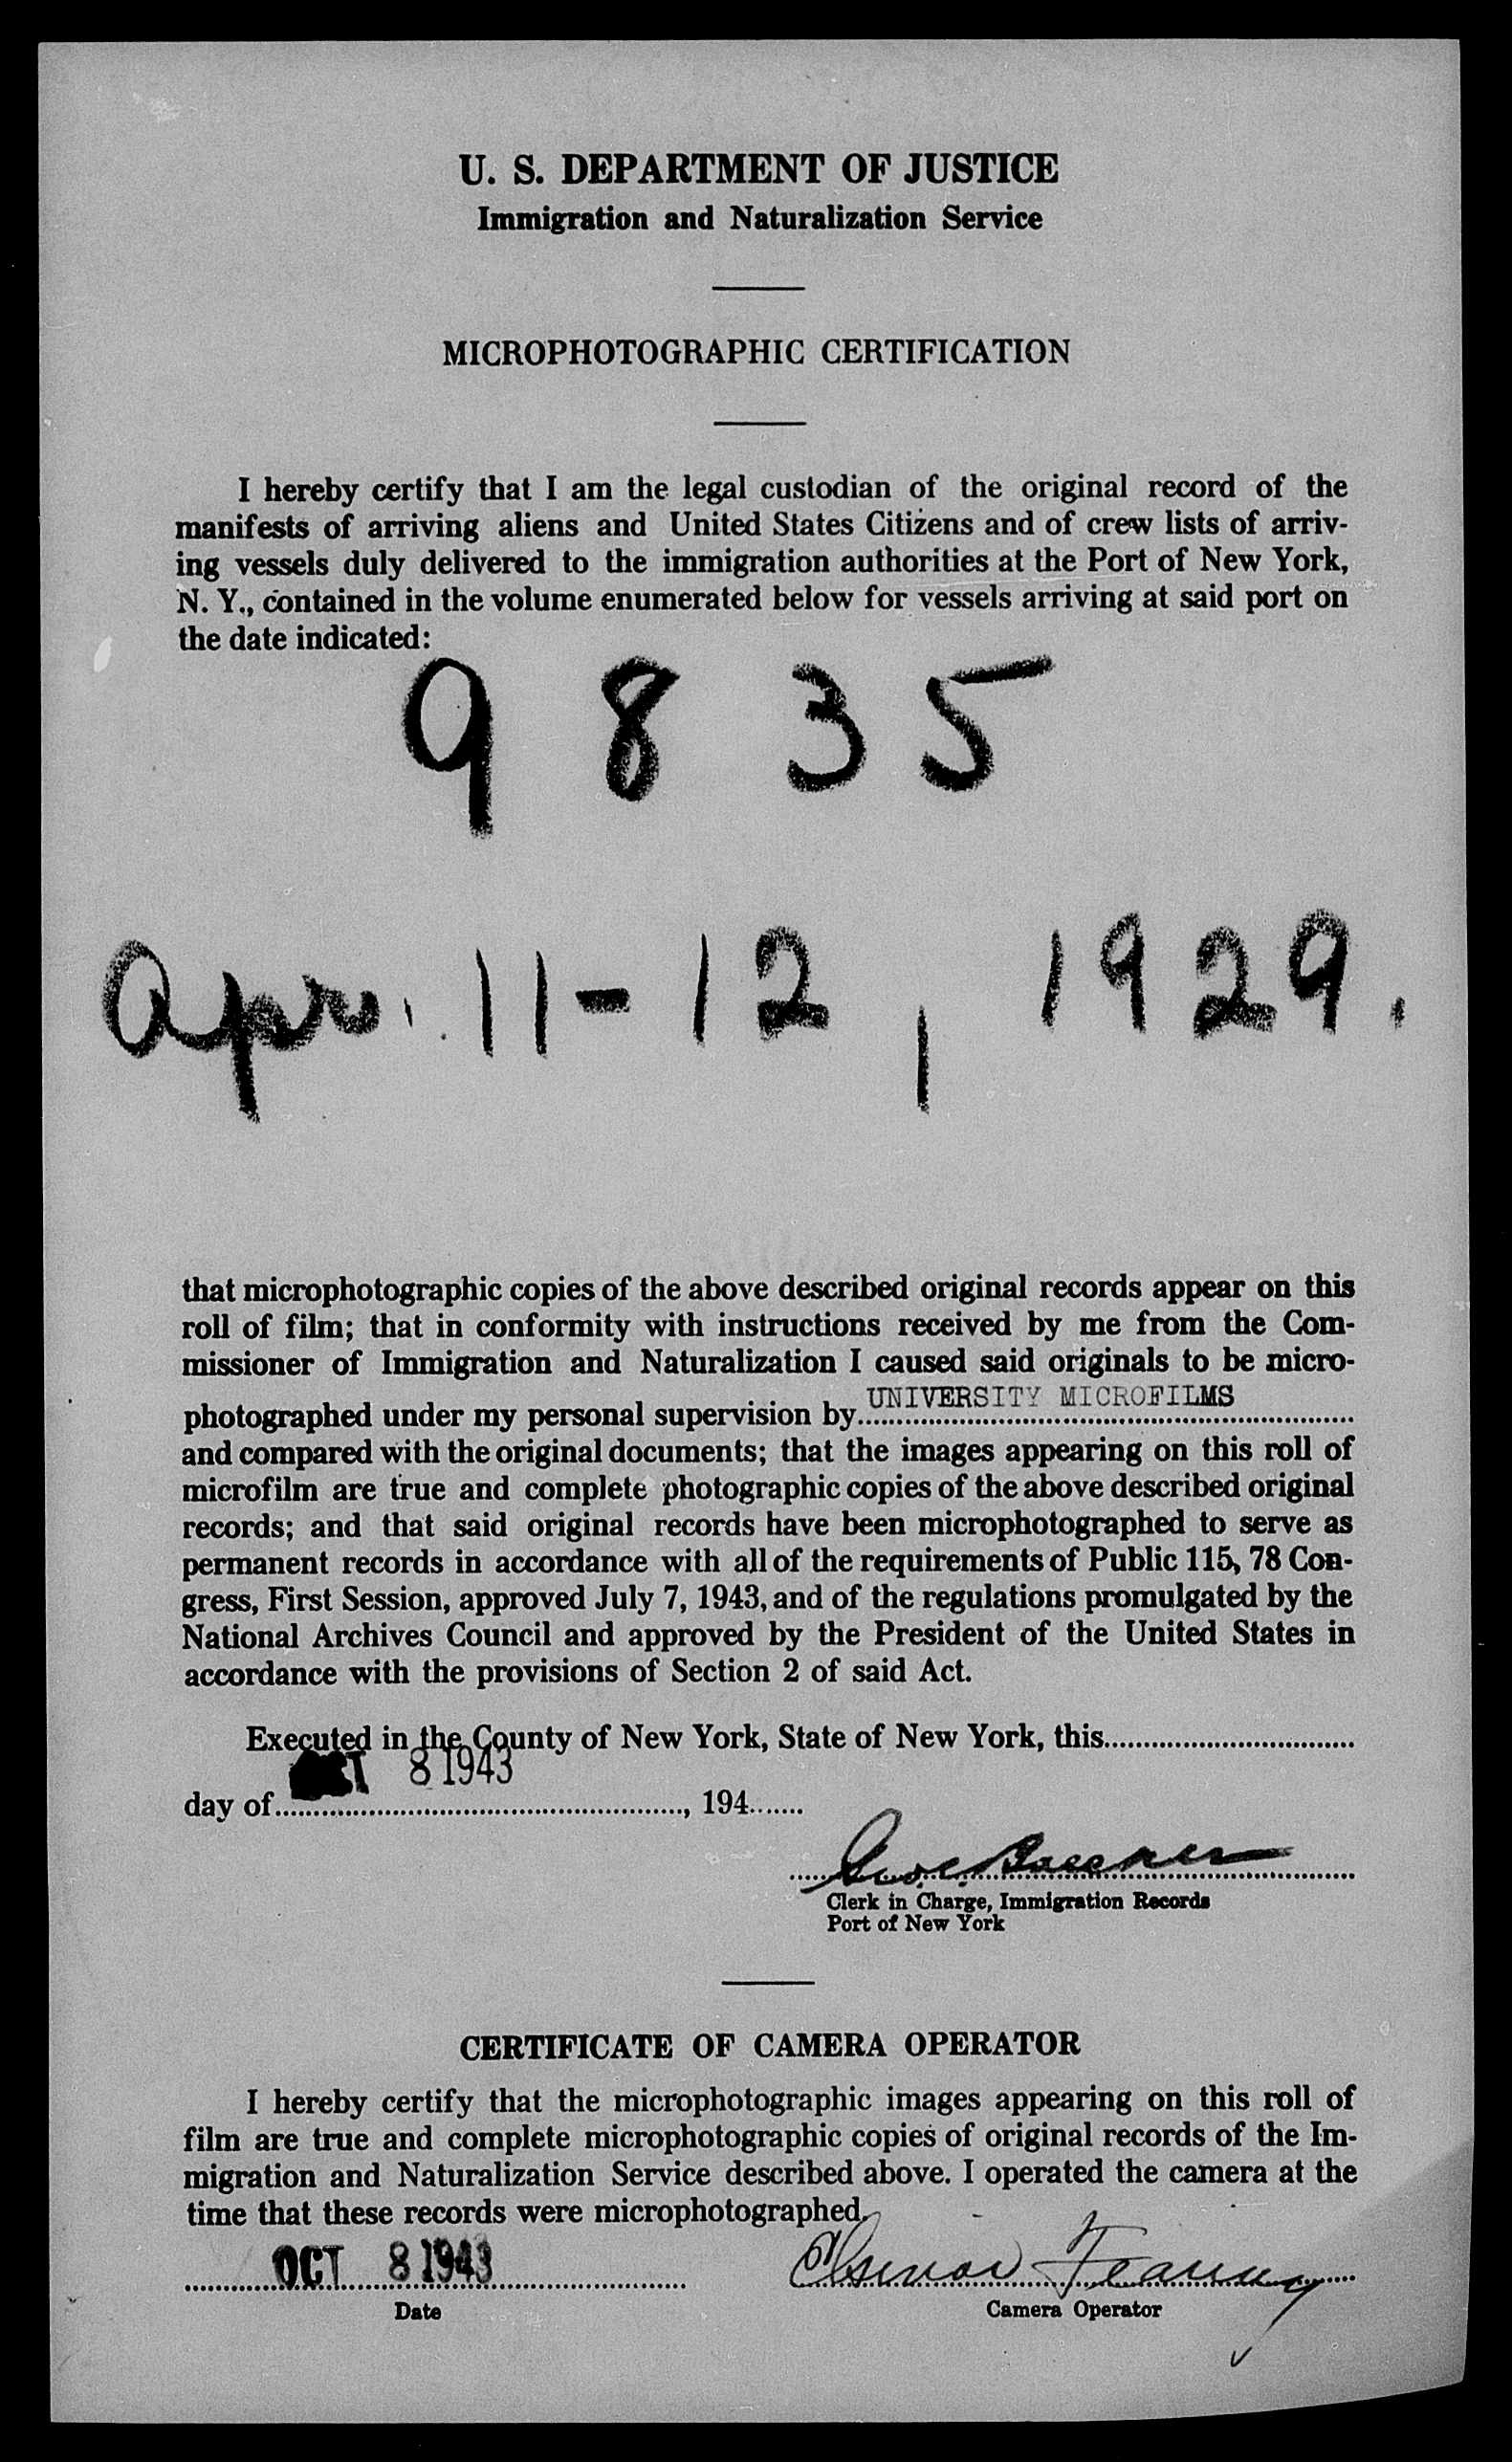 U. S. DEPARTMENT OF JUSTICE
Immigration and Naturalization Service
MICROPHOTOGRAPHIC CERTIFICATION
I hereby certify that I am the legal custodian of the original record of the
manifests of arriving aliens and United States Citizens and of crew lists of arriv-
ing vessels duly delivered to the immigration authorities at the Port of New York,
N. Y., contained in the volume enumerated below for vessels arriving at said port on
the date indicated:
9835
Apr. 11-12, 1929.
that microphotographic copies of the above described original records appear on this
roll of film; that in conformity with instructions received by me from the Com-
missioner of Immigration and Naturalization I caused said originals to be micro-
photographed under my personal supervision by UNIVERSITY MICROFILMS
and compared with the original documents; that the images appearing on this roll of
microfilm are true and complete photographic copies of the above described original
records; and that said original records have been microphotographed to serve as
permanent records in accordance with all of the requirements of Public 115, 78 Con-
gress, First Session, approved July 7, 1943, and of the regulations promulgated by the
National Archives Council and approved by the President of the United States in
accordance with the provisions of Section 2 of said Act.
Executed in the County of New York, State of New York, this
OCT 8 1943
day of , 194
Clerk in Charge, Immigration Records
Port of New York
CERTIFICATE OF CAMERA OPERATOR
I hereby certify that the microphotographic images appearing on this roll of
film are true and complete microphotographic copies of original records of the Im-
migration and Naturalization Service described above. I operated the camera at the
time that these records were microphotographed.
OCT 8 1943
Date
Camera Operator